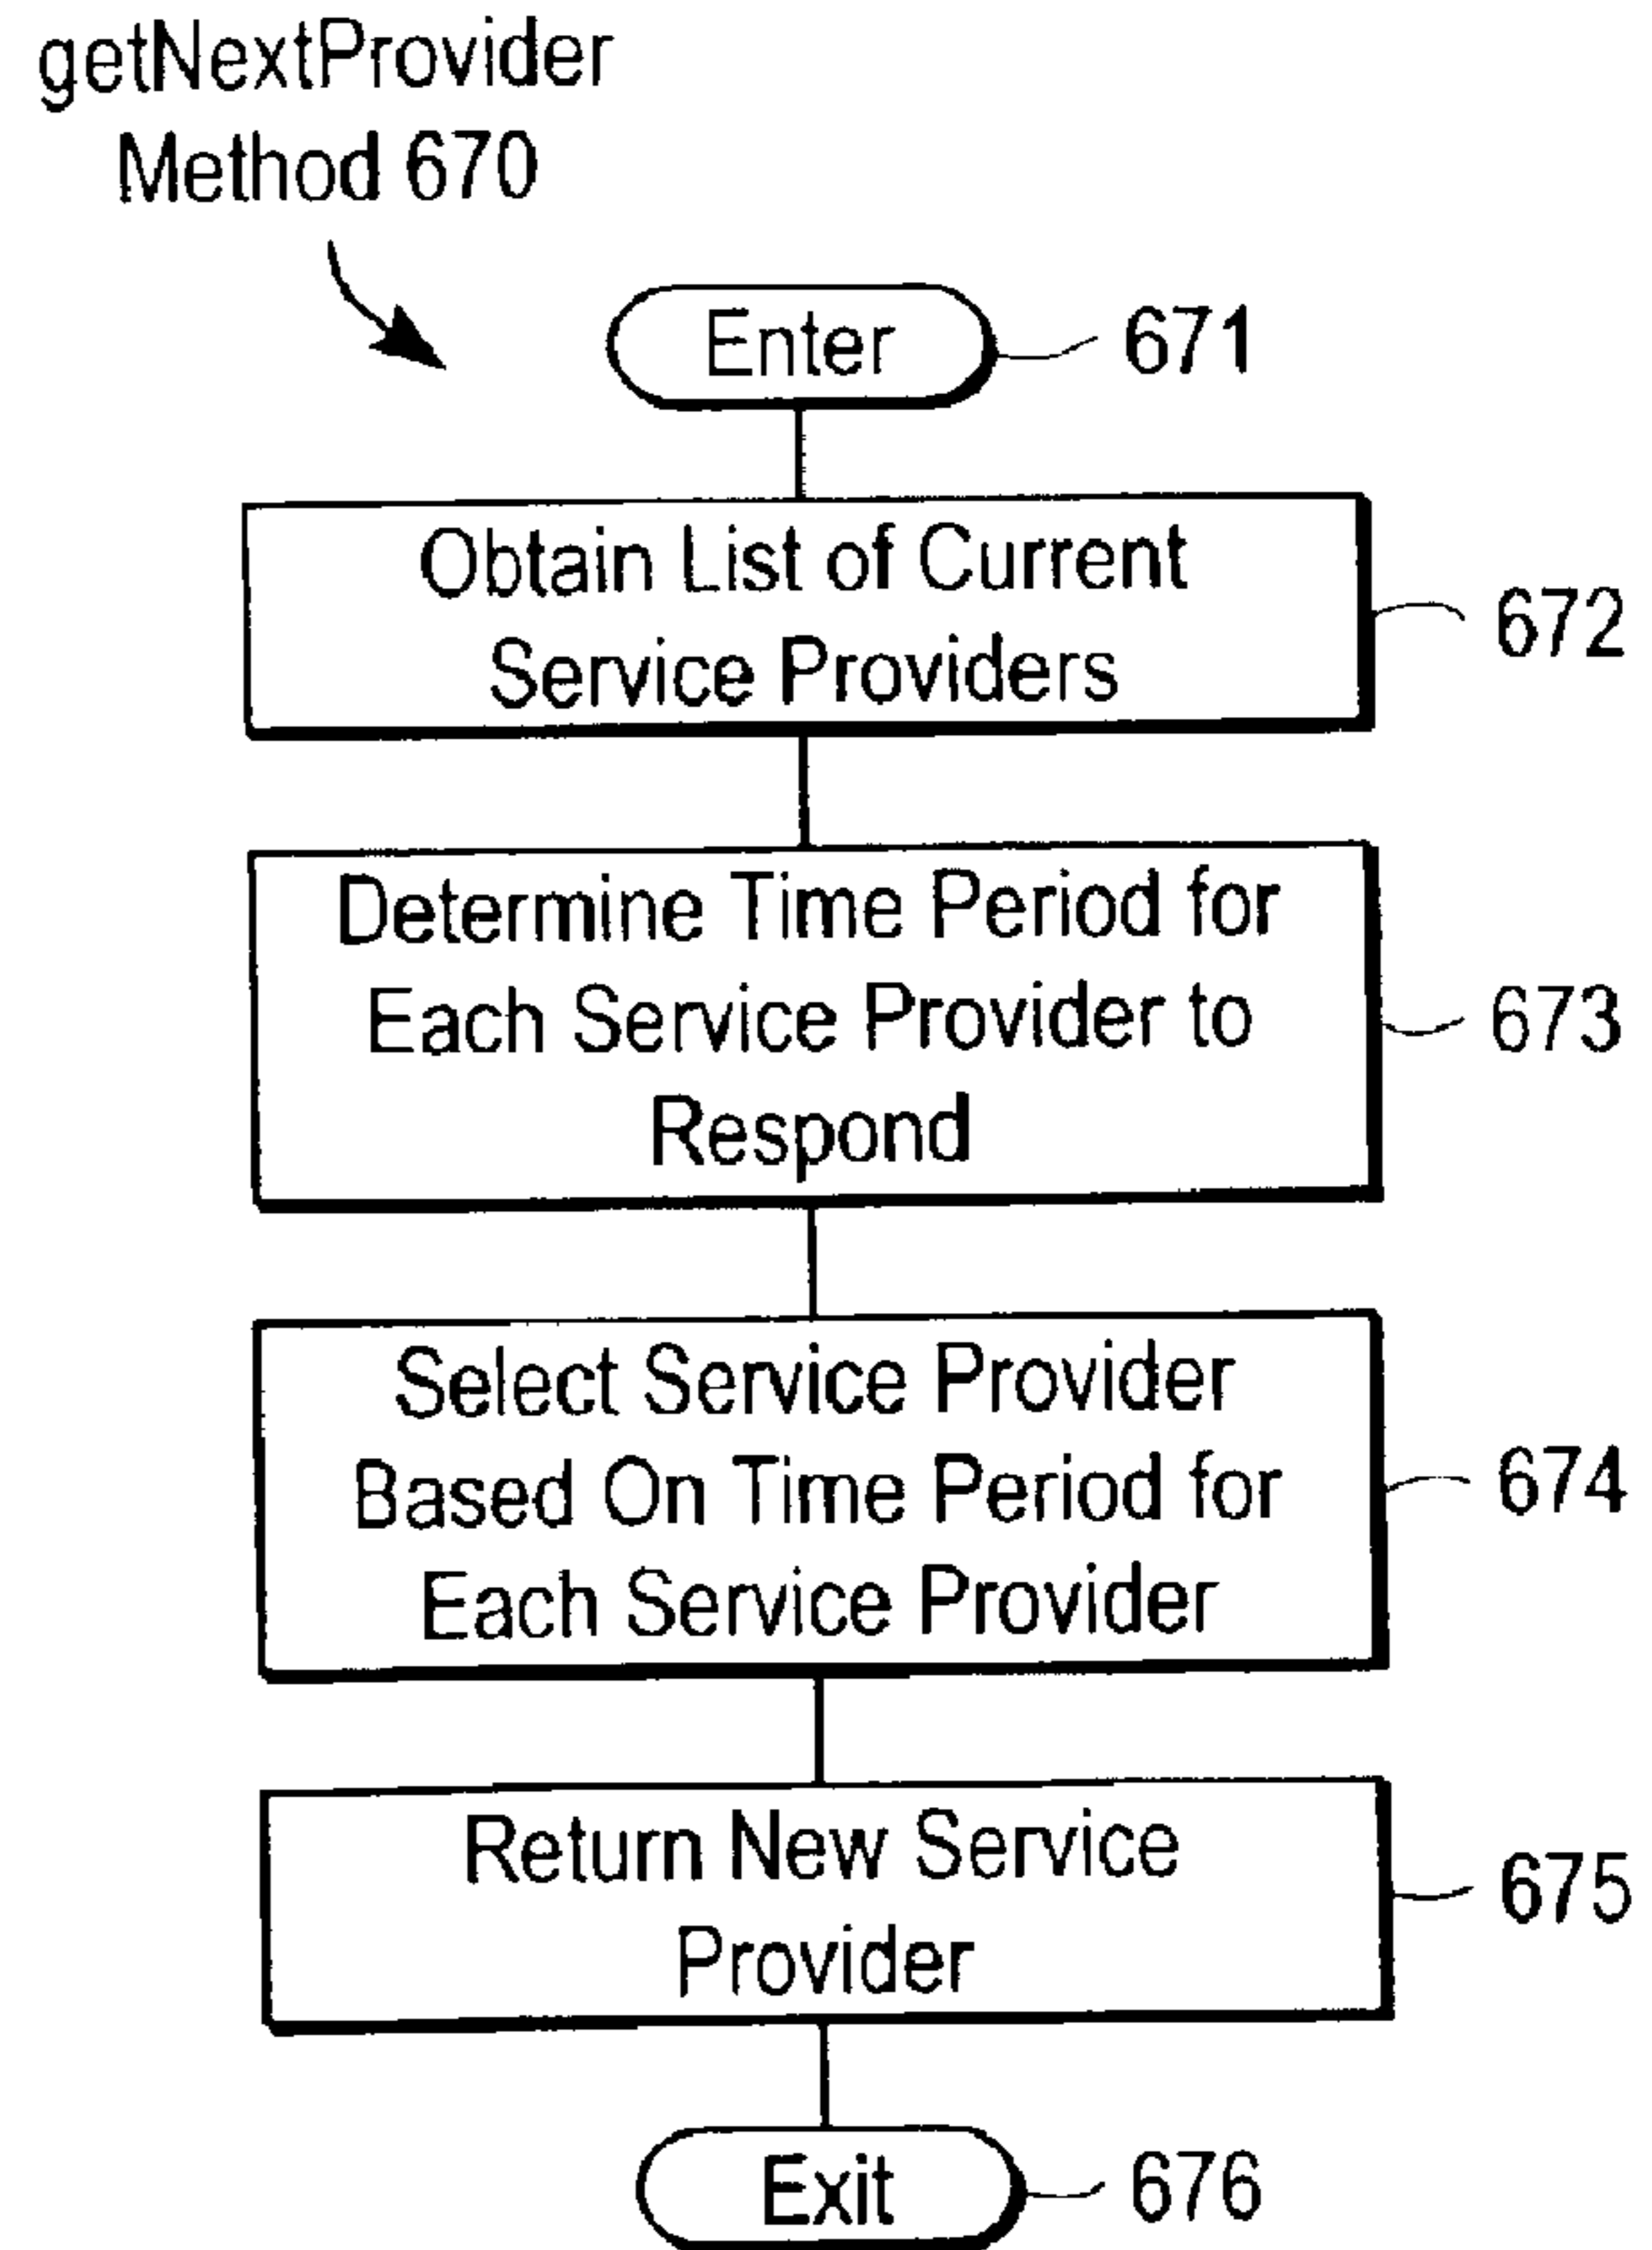 getNextProvider
Method 670
Enter
671
Obtain List of Current
Service Providers
672
Determine Time Period for
Each Service Provider to
Respond
673
Select Service Provider
Based On Time Period for
Each Service Provider
674
Return New Service
Provider
675
Exit
676